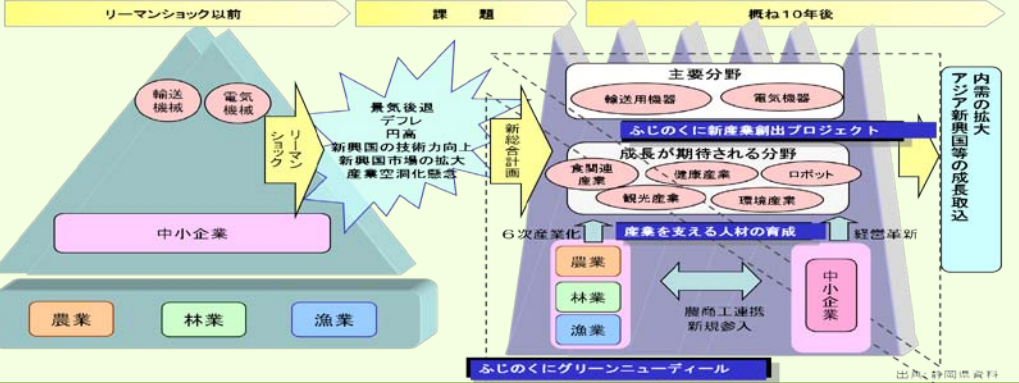 リーマンショック以前
課 題
概ね10年後
輸送
機械
電気
機械
中小企業
農業
林業
漁業
リーマン
ショック
景気後退
デフレ
円高
新興国の技術力向上
新興国市場の拡大
産業空洞化懸念
新総合計画
主要分野
輸送用機器
電気機器
ふじのくに新産業創出プロジェクト
成長が期待される分野
食関連
産業
健康産業
ロボット
観光産業
環境産業
6次産業化
産業を支える人材の育成
経営革新
農業
林業
漁業
農商工連携
新規参入
中小企業
ふじのくにグリーンニューディール
内需の拡大
アジア新興国等の成長取込
出典:静岡県資料